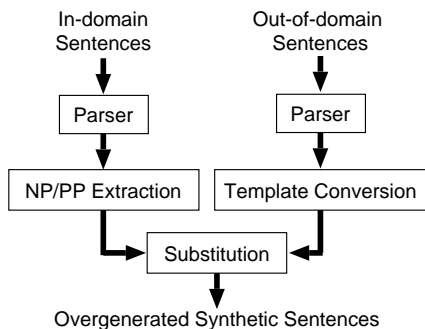 In-domain
Sentences
Out-of-domain
Sentences
Parser
Parser
NP/PP Extraction
Template Conversion
Substitution
Overgenerated Synthetic Sentences